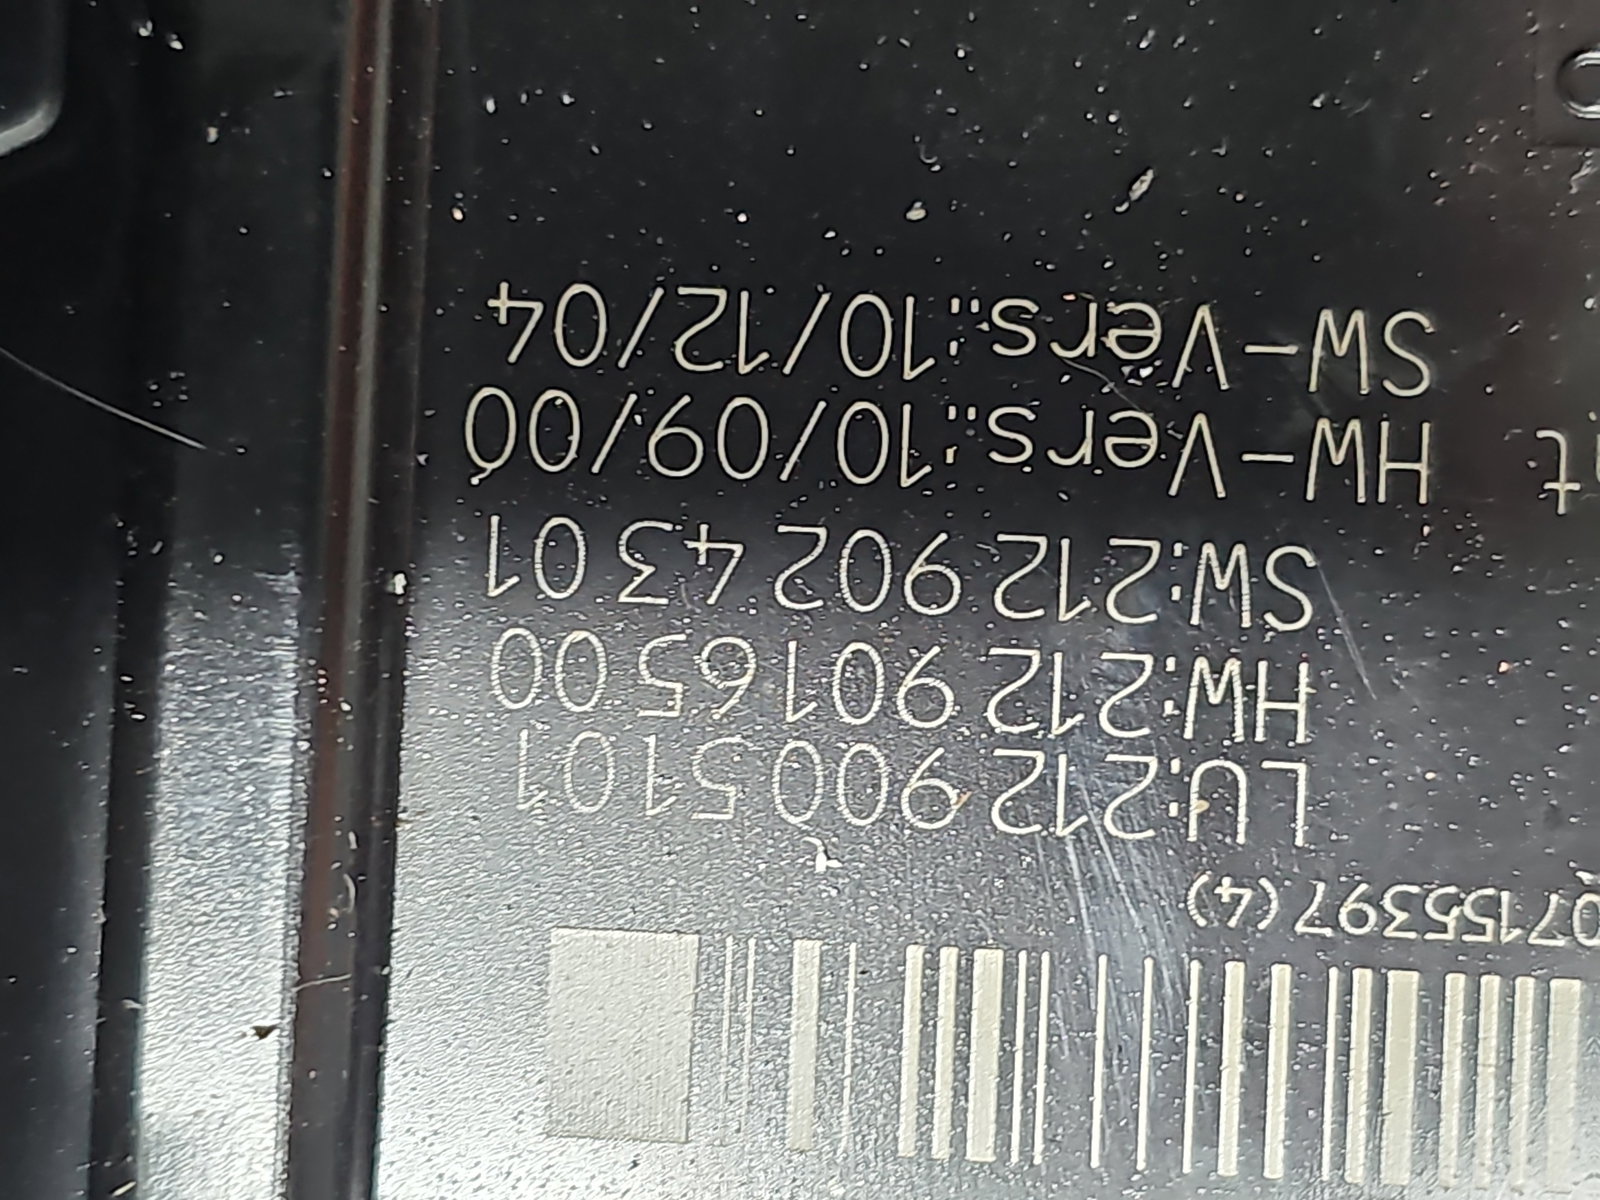 07155397 (4)
LU:212 900 51 01
HW:212 901 65 00
SW:212 902 43 01
HW-Vers.:10/09/00
SW-Vers.:10/12/04